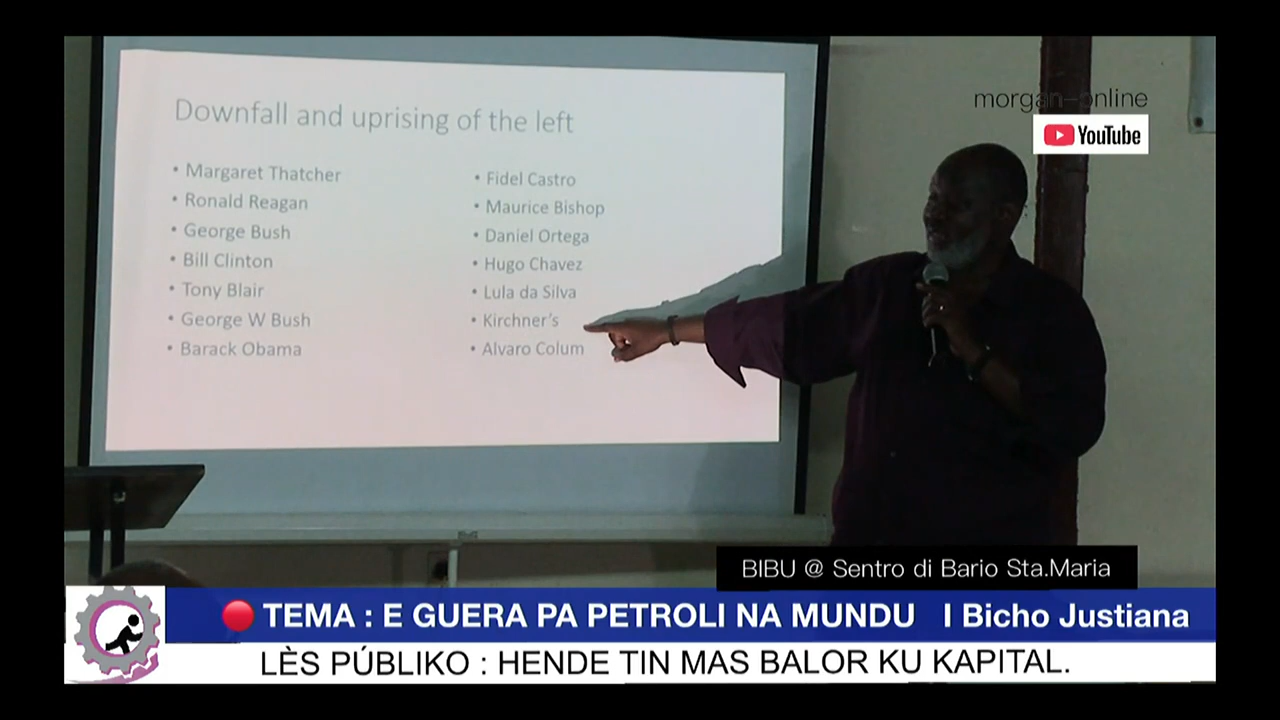 morgan-online
YouTube
Downfall and uprising of the left
• Margaret Thatcher
• Ronald Reagan
• George Bush
• Bill Clinton
• Tony Blair
• George W Bush
• Barack Obama
• Fidel Castro
• Maurice Bishop
• Daniel Ortega
• Hugo Chavez
• Lula da Silva
• Kirchner's
• Alvaro Colum
BIBU @ Sentro di Bario Sta.Maria
TEMA : E GUERA PA PETROLI NA MUNDU I Bicho Justiana
LÈS PÚBLIKO : HENDE TIN MAS BALOR KU KAPITAL.